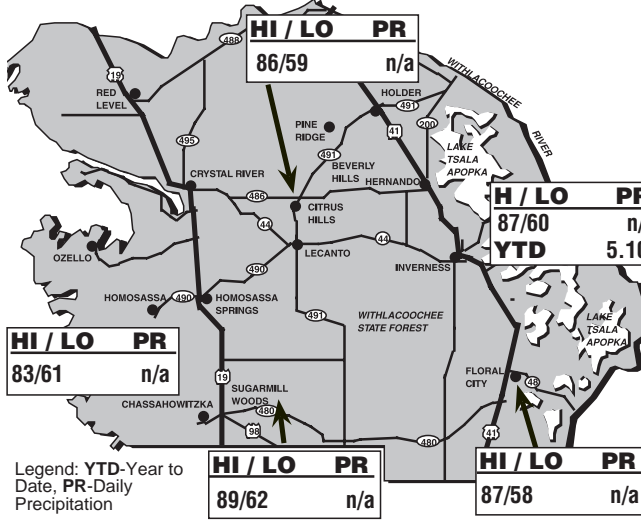 HI / LO PR
86/59 n/a
488
WITHLACOOCHEE
RIVER
19
RED
LEVEL
HOLDER
491
PINE
RIDGE
41
200
495
491
BEVERLY
HILLS
LAKE
TSALA
APOPKA
CRYSTAL RIVER
HERNANDO
486
H / LO PR
87/60 n/
YTD 5.10
CITRUS
HILLS
44
44
OZELLO
LECANTO
INVERNESS
490
HOMOSASSA
490
HOMOSASSA
SPRINGS
491
WITHLACOOCHEE
STATE FOREST
LAKE
TSALA
APOPKA
HI / LO PR
83/61 n/a
19
FLORAL
CITY
48
SUGARMILL
WOODS
CHASSAHOWITZKA
480
98
480
41
Legend: YTD-Year to
Date, PR-Daily
Precipitation
HI / LO PR
89/62 n/a
HI / LO PR
87/58 n/a